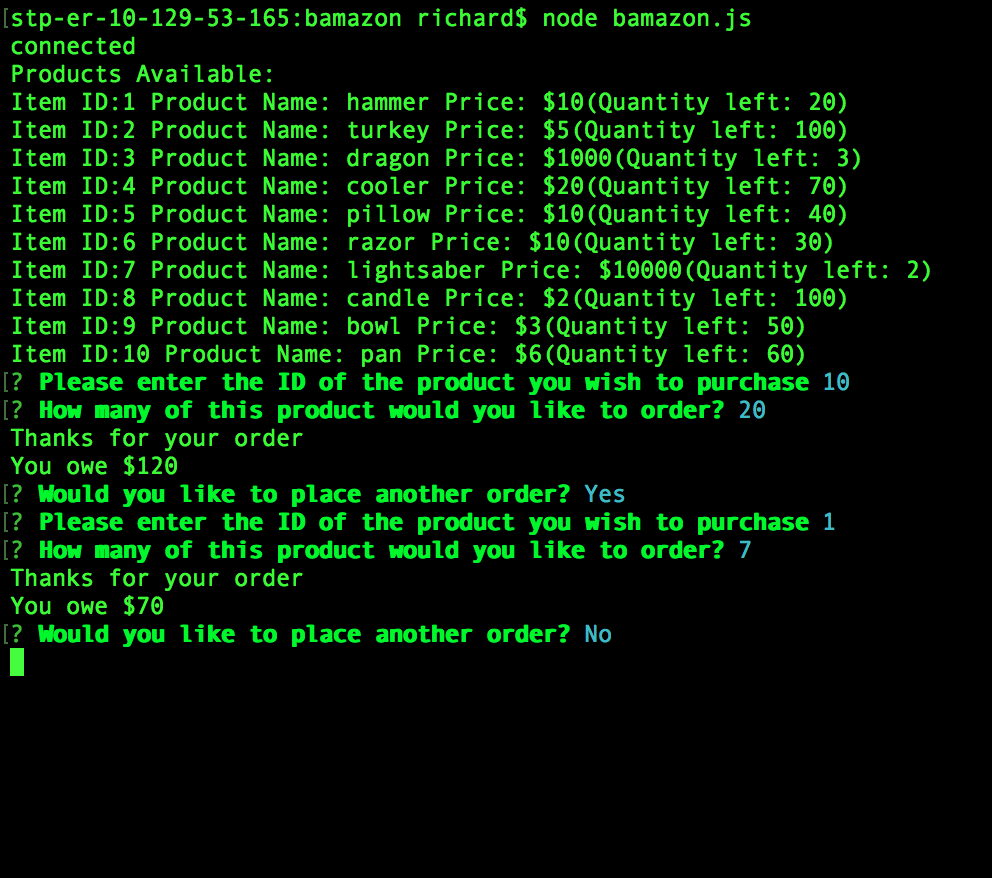 [stp-er-10-129-53-165:bamazon richard$ node bamazon.js
connected
Products Available:
Item ID:1 Product Name: hammer Price: $10(Quantity left: 20)
Item ID:2 Product Name: turkey Price: $5(Quantity left: 100)
Item ID:3 Product Name: dragon Price: $1000(Quantity left: 3)
Item ID:4 Product Name: cooler Price: $20(Quantity left: 70)
Item ID:5 Product Name: pillow Price: $10(Quantity left: 40)
Item ID:6 Product Name: razor Price: $10(Quantity left: 30)
Item ID:7 Product Name: lightsaber Price: $10000(Quantity left: 2)
Item ID:8 Product Name: candle Price: $2(Quantity left: 100)
Item ID:9 Product Name: bowl Price: $3(Quantity left: 50)
Item ID:10 Product Name: pan Price: $6(Quantity left: 60)
[? Please enter the ID of the product you wish to purchase 10
[? How many of this product would you like to order? 20
Thanks for your order
You owe $120
[? Would you like to place another order? Yes
[? Please enter the ID of the product you wish to purchase 1
[? How many of this product would you like to order? 7
Thanks for your order
You owe $70
[? Would you like to place another order? No